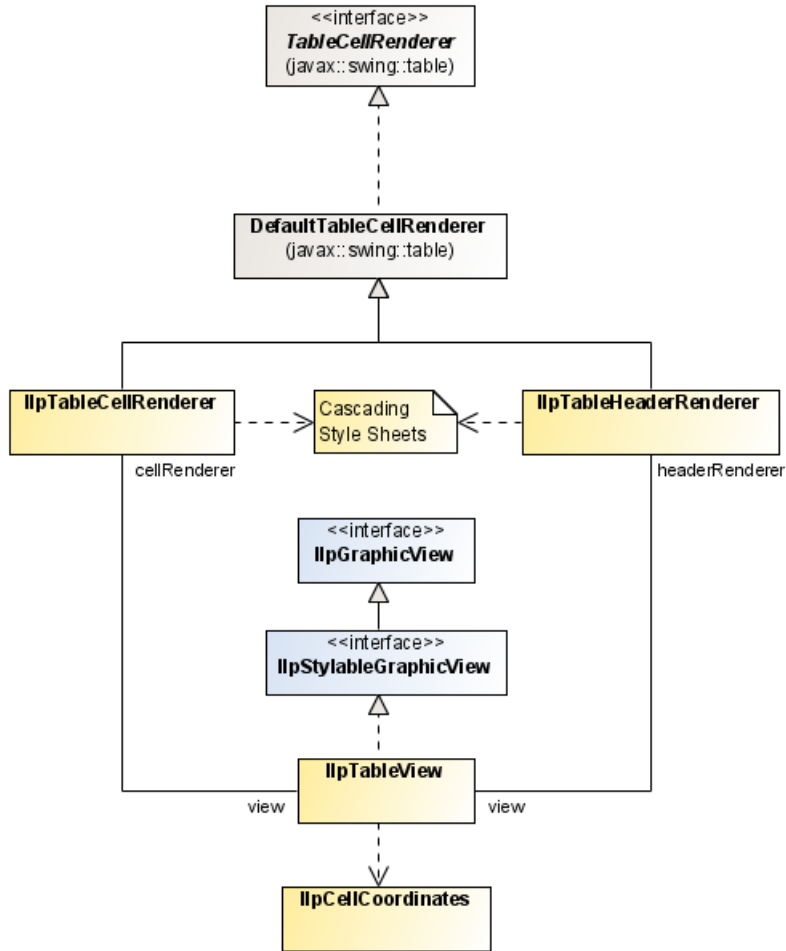 <<interface>>
TableCellRenderer
(javax::swing::table)
DefaultTableCellRenderer
(javax::swing::table)
IlpTableCellRenderer
Cascading
Style Sheets
IlpTableHeaderRenderer
cellRenderer
headerRenderer
<<interface>>
IlpGraphicView
<<interface>>
IlpStylableGraphicView
IlpTableView
view
view
IlpCellCoordinates